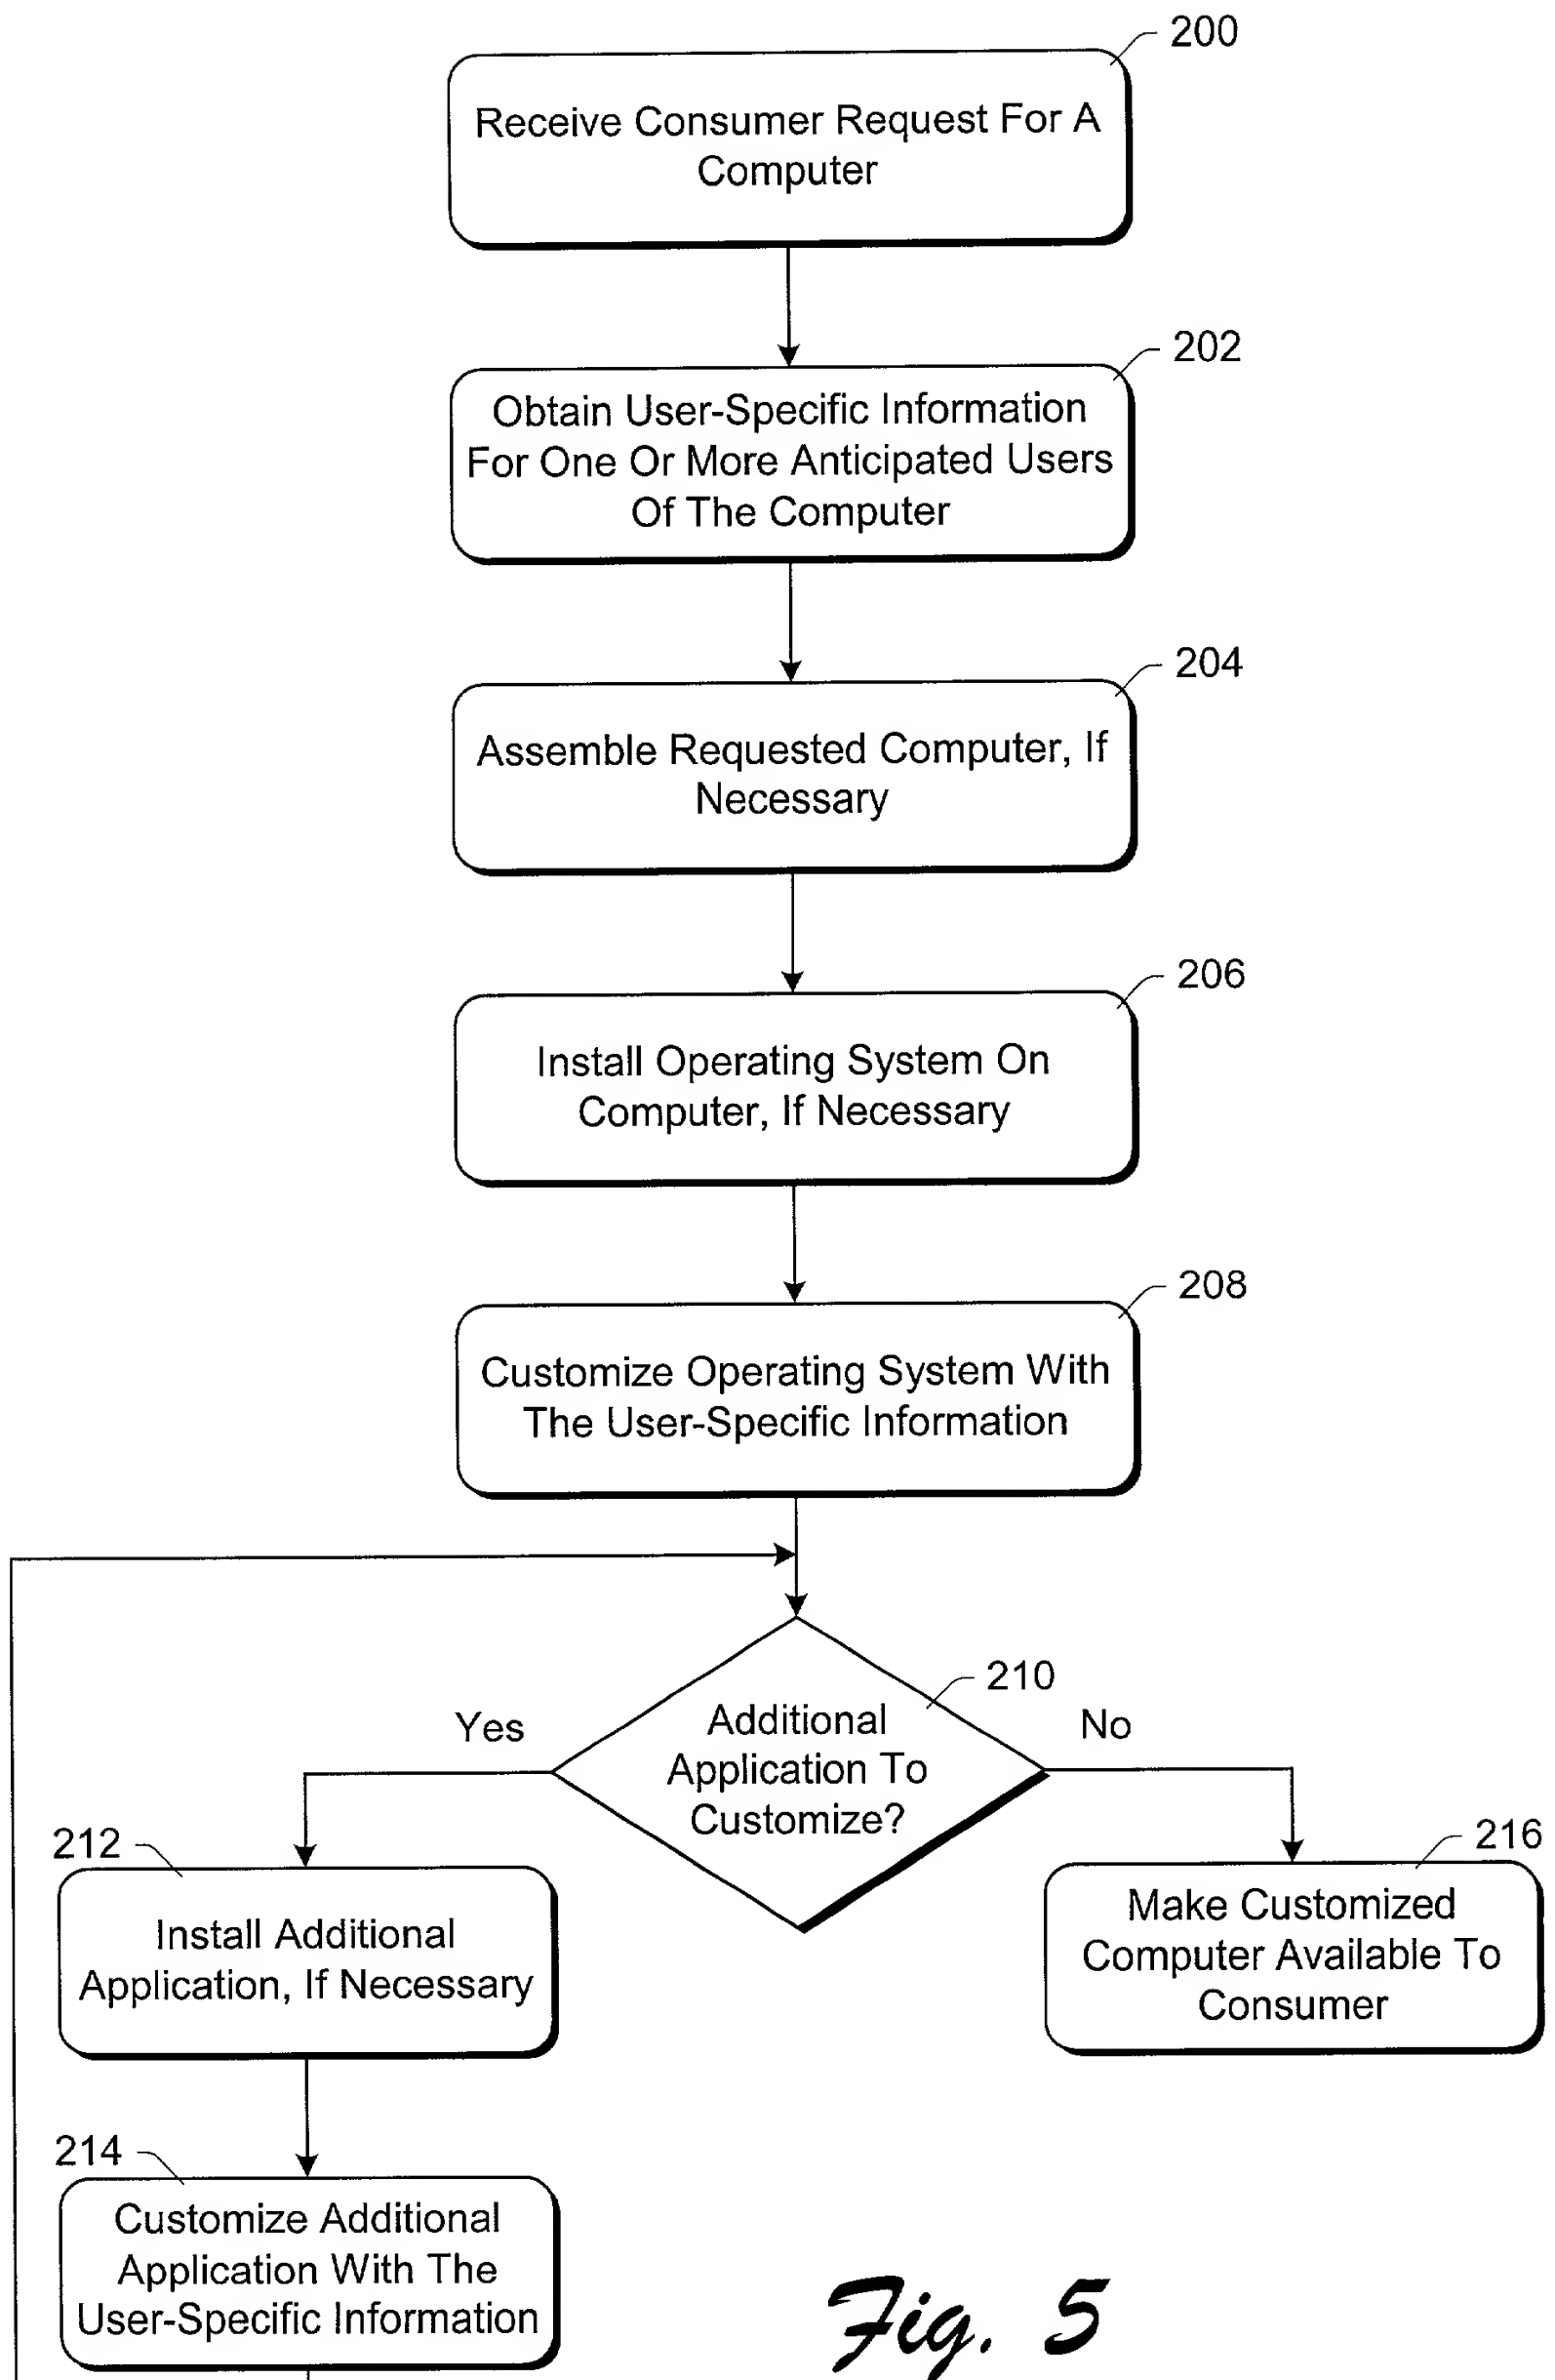 200
Receive Consumer Request For A
Computer
202
Obtain User-Specific Information
For One Or More Anticipated Users
Of The Computer
204
Assemble Requested Computer, If
Necessary
206
Install Operating System On
Computer, If Necessary
208
Customize Operating System With
The User-Specific Information
210
Yes
Additional
Application To
Customize?
No
212
Install Additional
Application, If Necessary
216
Make Customized
Computer Available To
Consumer
214
Customize Additional
Application With The
User-Specific Information
Fig. 5